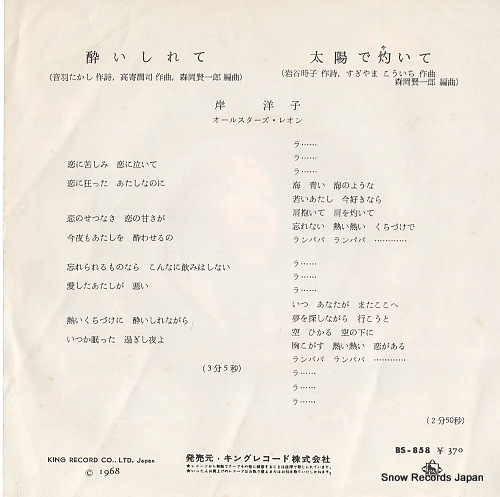 酔いしれて
(音羽たかし 作詩, 高寄潤司 作曲, 森岡賢一郎 編曲)
太陽で灼いて
(岩谷時子 作詩, すぎやま こういち 作曲
森岡賢一郎 編曲)
岸 洋子
オールスターズ・レオン
恋に苦しみ 恋に泣いて
恋に狂った あたしなのに
恋のせつなさ 恋の甘さが
今夜もあたしを 酔わせるの
忘れられるものなら こんなに飲みはしない
愛したあたしが 悪い
熱いくちづけに 酔いしれながら
いつか眠った 過ぎし夜よ
(3分5秒)
ラ……
ラ……
ラ……
海 青い 海のような
若いあたし 今好きなら
肩抱いて 肩を灼いて
忘れない 熱い熱い くちづけで
ランパパ ランパパ …………
ラ……
ラ……
ラ……
いつ あなたが またここへ
夢を探しながら 行こうと
空 ひかる 空の下に
胸こがす 熱い熱い 恋がある
ランパパ ランパパ …………
ラ……
ラ……
ラ……
(2分50秒)
KING RECORD CO., LTD. Japan
© 1968
発売元・キングレコード株式会社
BS-858 ¥370
Snow Records Japan